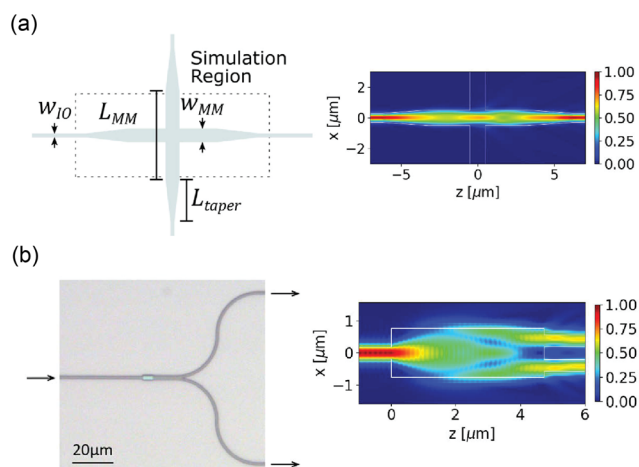 (a)
Simulation
Region
w_IO
L_MM
w_MM
L_taper
x [μm]
2
0
−2
−5
0
5
z [μm]
1.00
0.75
0.50
0.25
0.00
(b)
20μm
x [μm]
1
0
−1
0
2
4
6
z [μm]
1.00
0.75
0.50
0.25
0.00